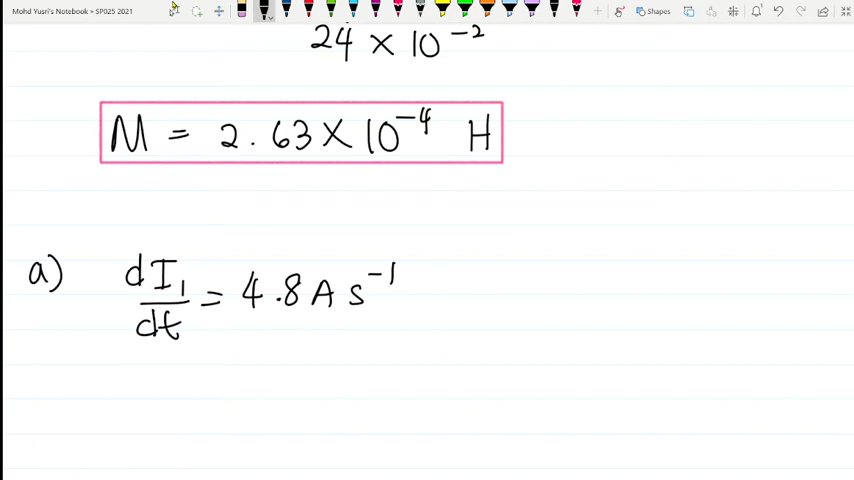 Mohd Yusri's Notebook » SP025 2021
Shapes
24 × 10⁻²
M = 2.63 × 10⁻⁴ H
a) dI₁/dt = 4.8 A s⁻¹